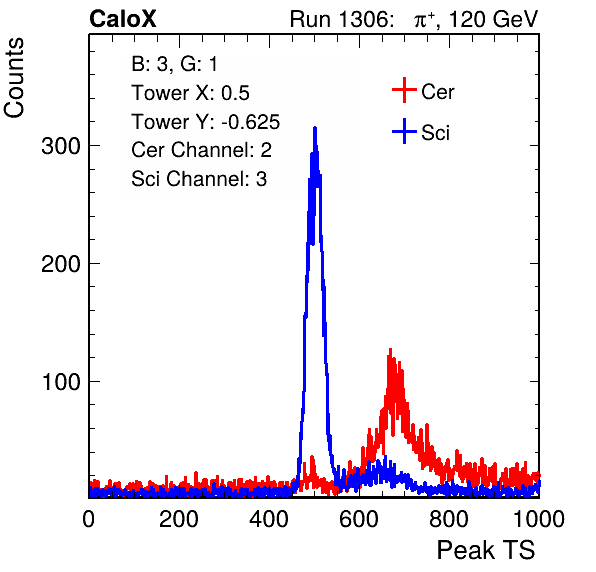 CaloX Run 1306: π⁺, 120 GeV
Counts
B: 3, G: 1
Tower X: 0.5
Tower Y: -0.625
Cer Channel: 2
Sci Channel: 3
Cer
Sci
300
200
100
0 200 400 600 800 1000
Peak TS